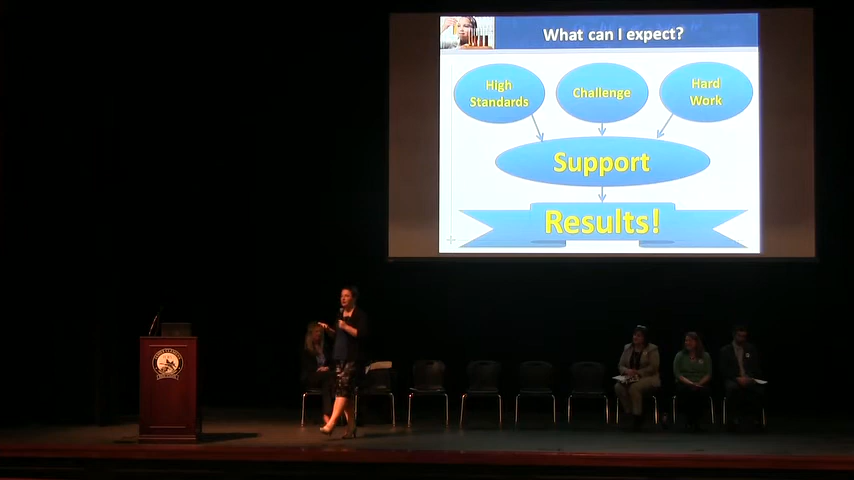 What can I expect?
High
Standards
Challenge
Hard
Work
Support
Results!